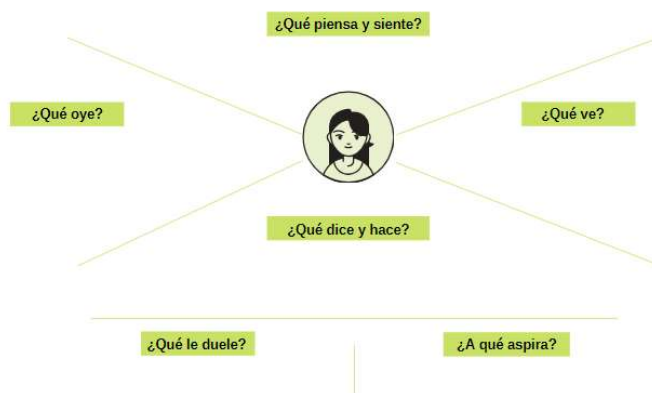 ¿Qué piensa y siente?
¿Qué oye?
¿Qué ve?
¿Qué dice y hace?
¿Qué le duele?
¿A qué aspira?